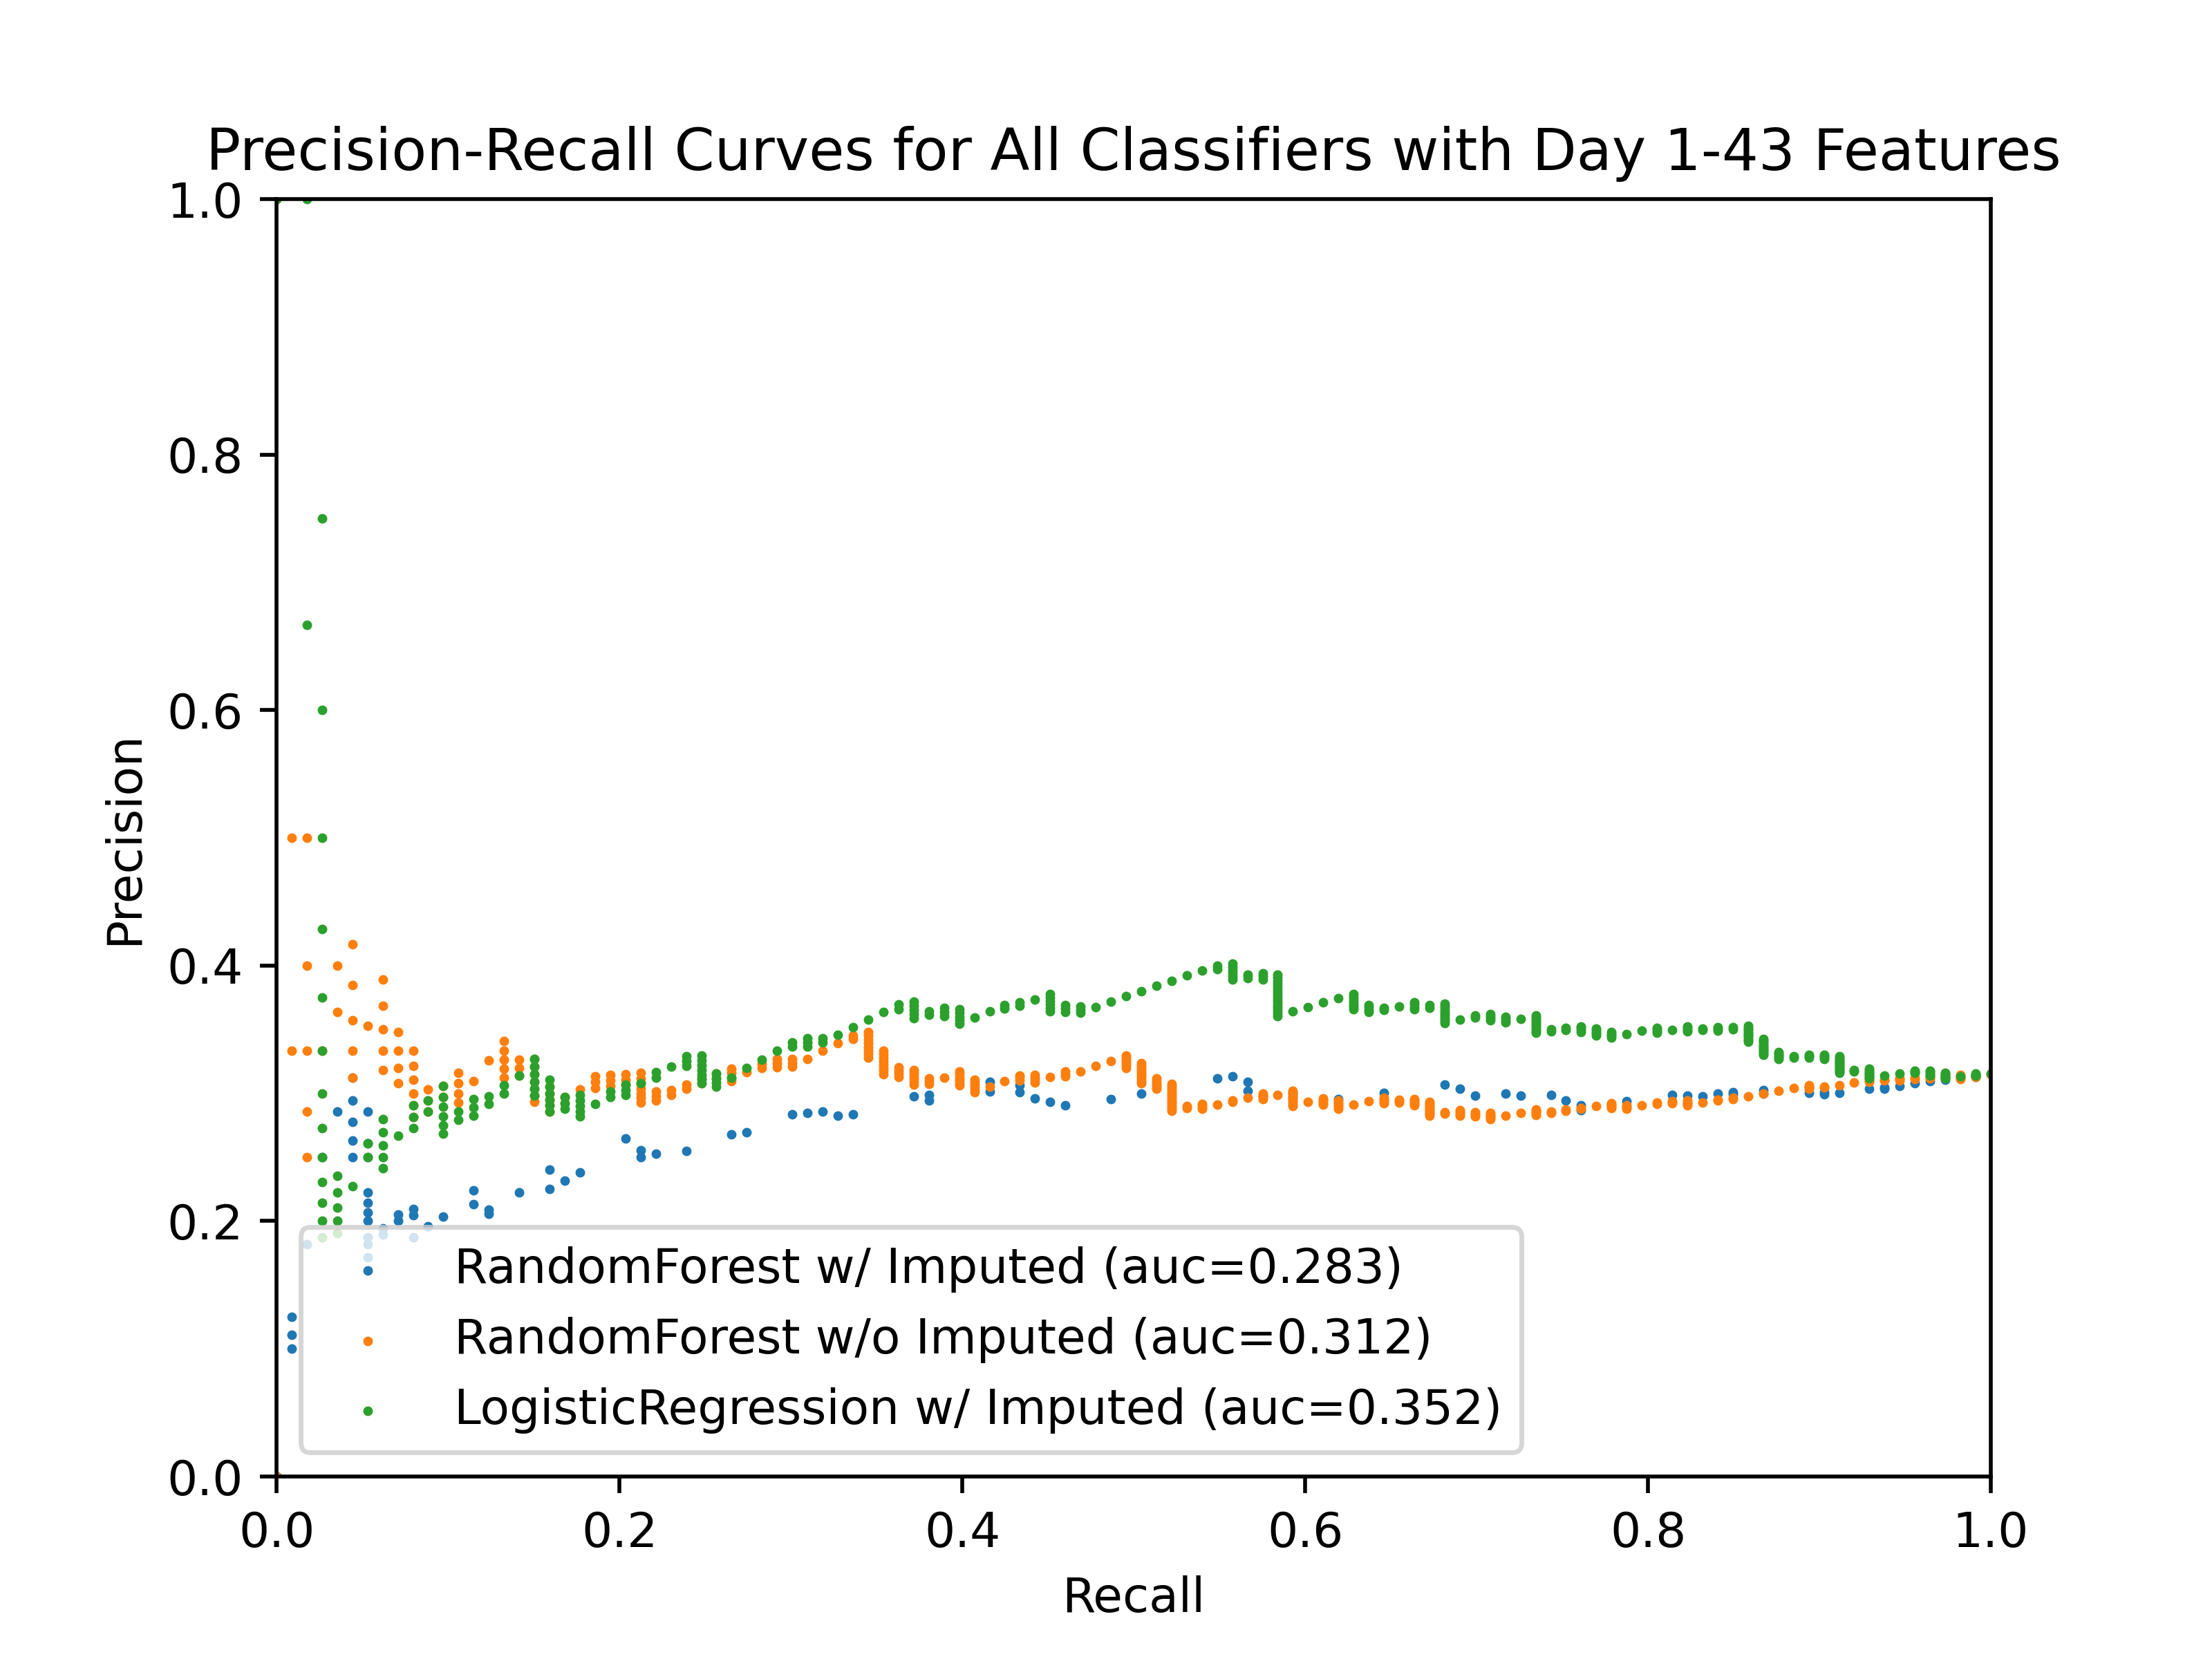 Precision-Recall Curves for All Classifiers with Day 1-43 Features
1.0
0.8
0.6
0.4
0.2
0.0
Precision
RandomForest w/ Imputed (auc=0.283)
RandomForest w/o Imputed (auc=0.312)
LogisticRegression w/ Imputed (auc=0.352)
0.0 0.2 0.4 0.6 0.8 1.0
Recall